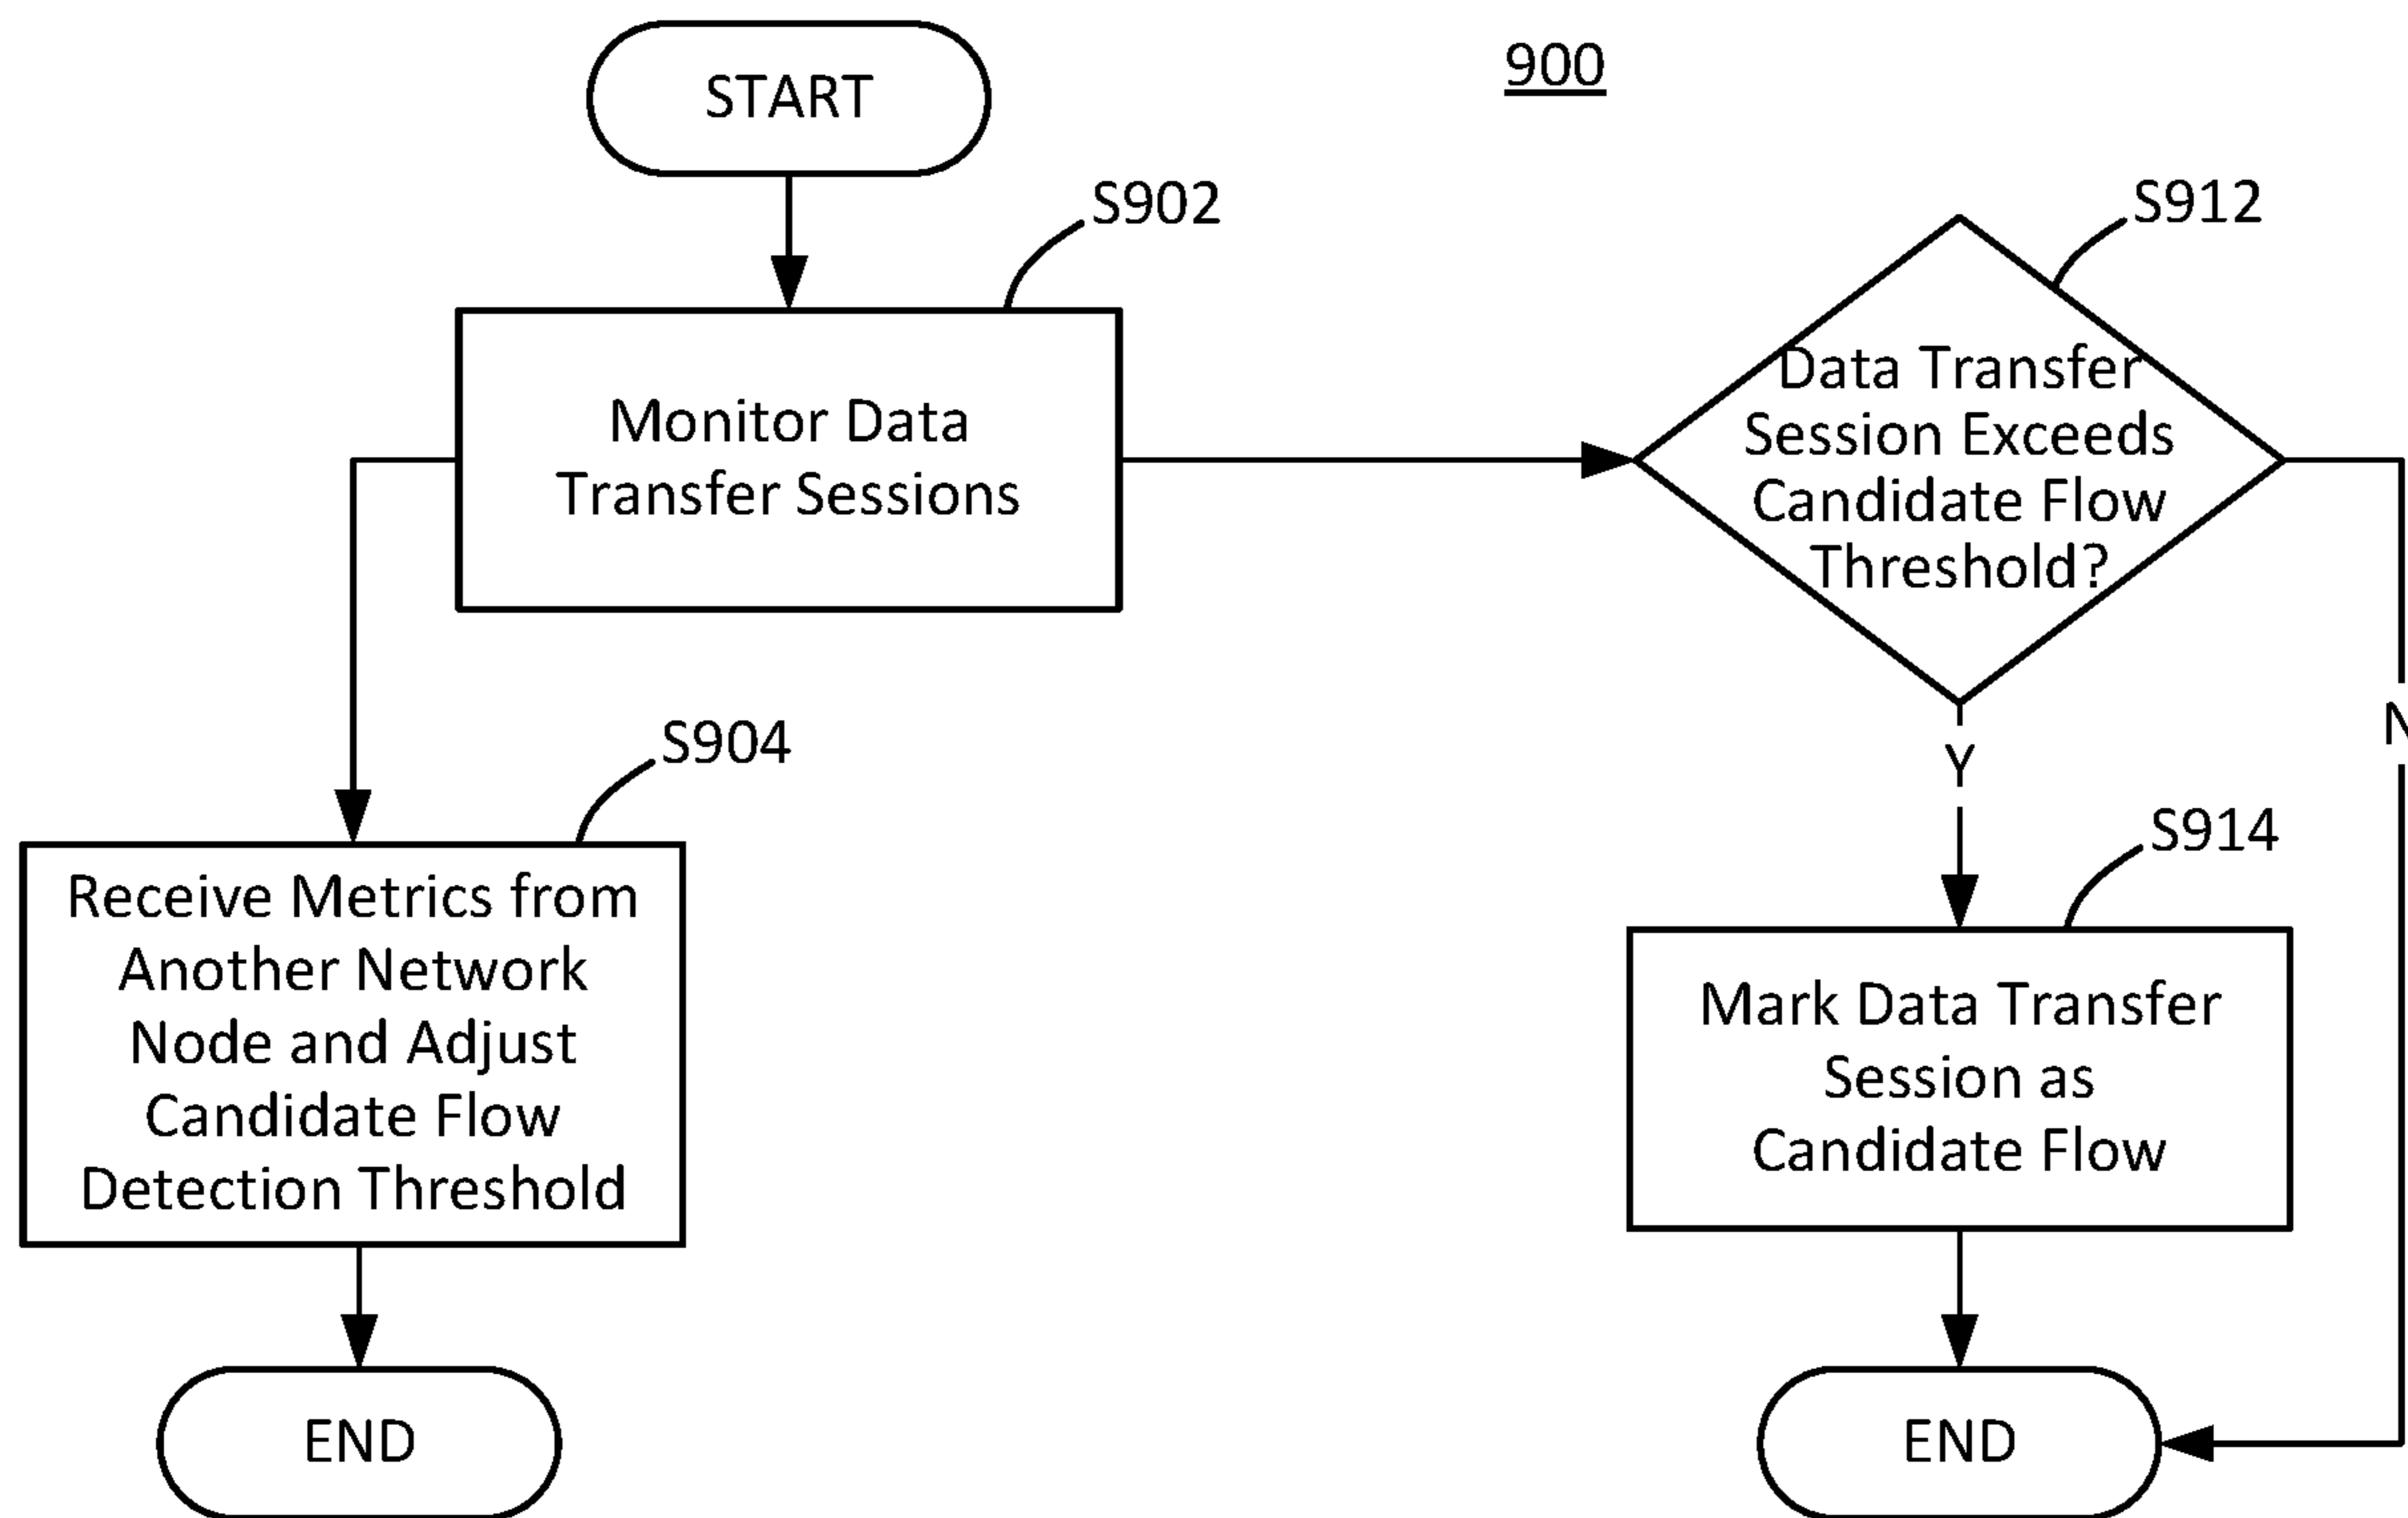 START
900
S902
S912
Monitor Data
Transfer Sessions
Data Transfer
Session Exceeds
Candidate Flow
Threshold?
S904
N
Y
S914
Receive Metrics from
Another Network
Node and Adjust
Candidate Flow
Detection Threshold
Mark Data Transfer
Session as
Candidate Flow
END
END